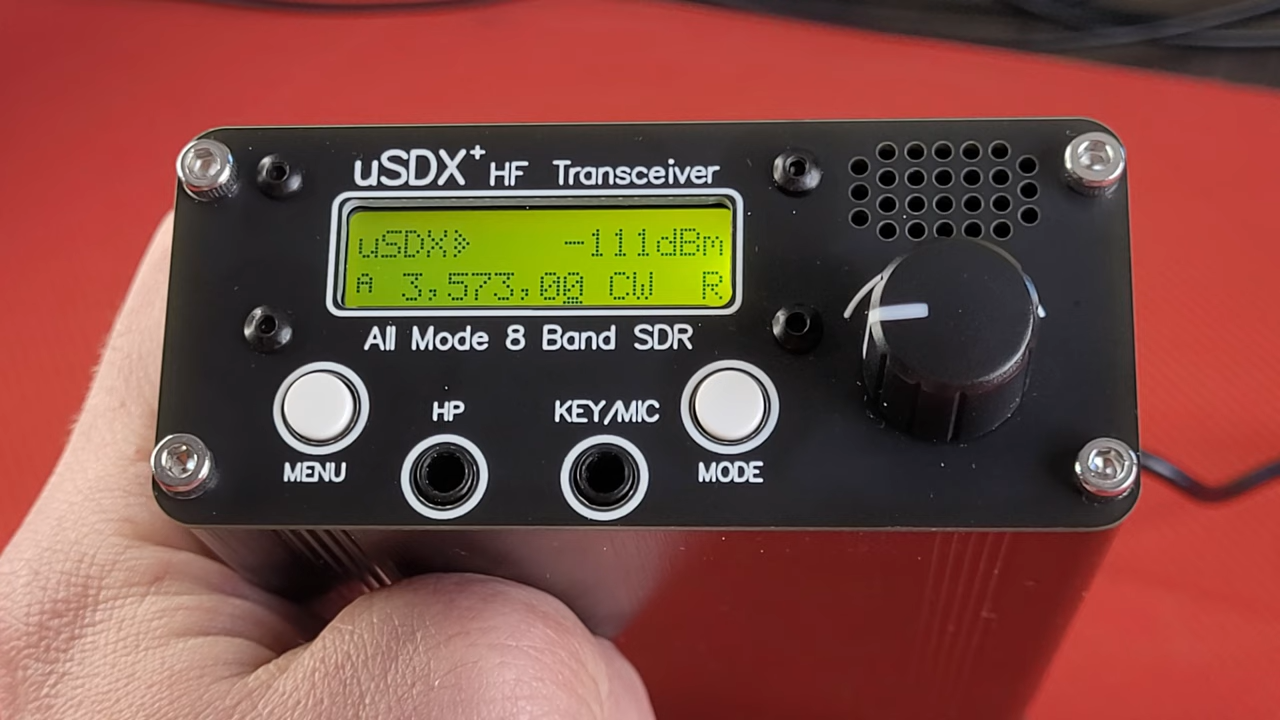 uSDX+ HF Transceiver
uSDX -111dBm
A 3,573,00 CW R
All Mode 8 Band SDR
HP
KEY/MIC
MENU
MODE